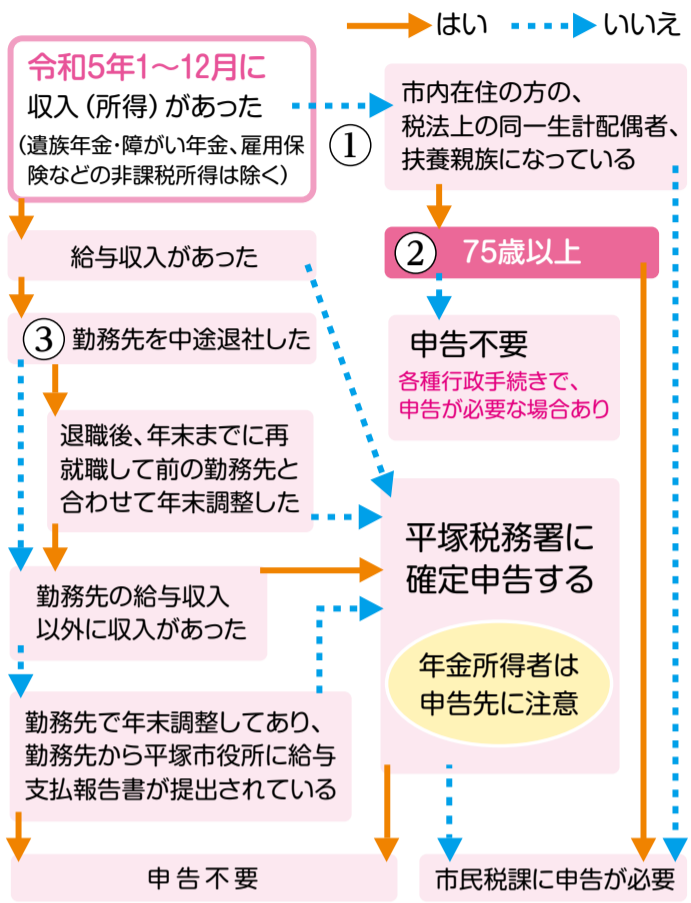 はい
いいえ
令和5年1～12月に
収入（所得）があった
（遺族年金・障がい年金、雇用保
険などの非課税所得は除く）
①
市内在住の方の、
税法上の同一生計配偶者、
扶養親族になっている
給与収入があった
②
75歳以上
③
勤務先を中途退社した
申告不要
各種行政手続きで、
申告が必要な場合あり
退職後、年末までに再
就職して前の勤務先と
合わせて年末調整した
平塚税務署に
確定申告する
勤務先の給与収入
以外に収入があった
年金所得者は
申告先に注意
勤務先で年末調整してあり、
勤務先から平塚市役所に給与
支払報告書が提出されている
申告不要
市民税課に申告が必要